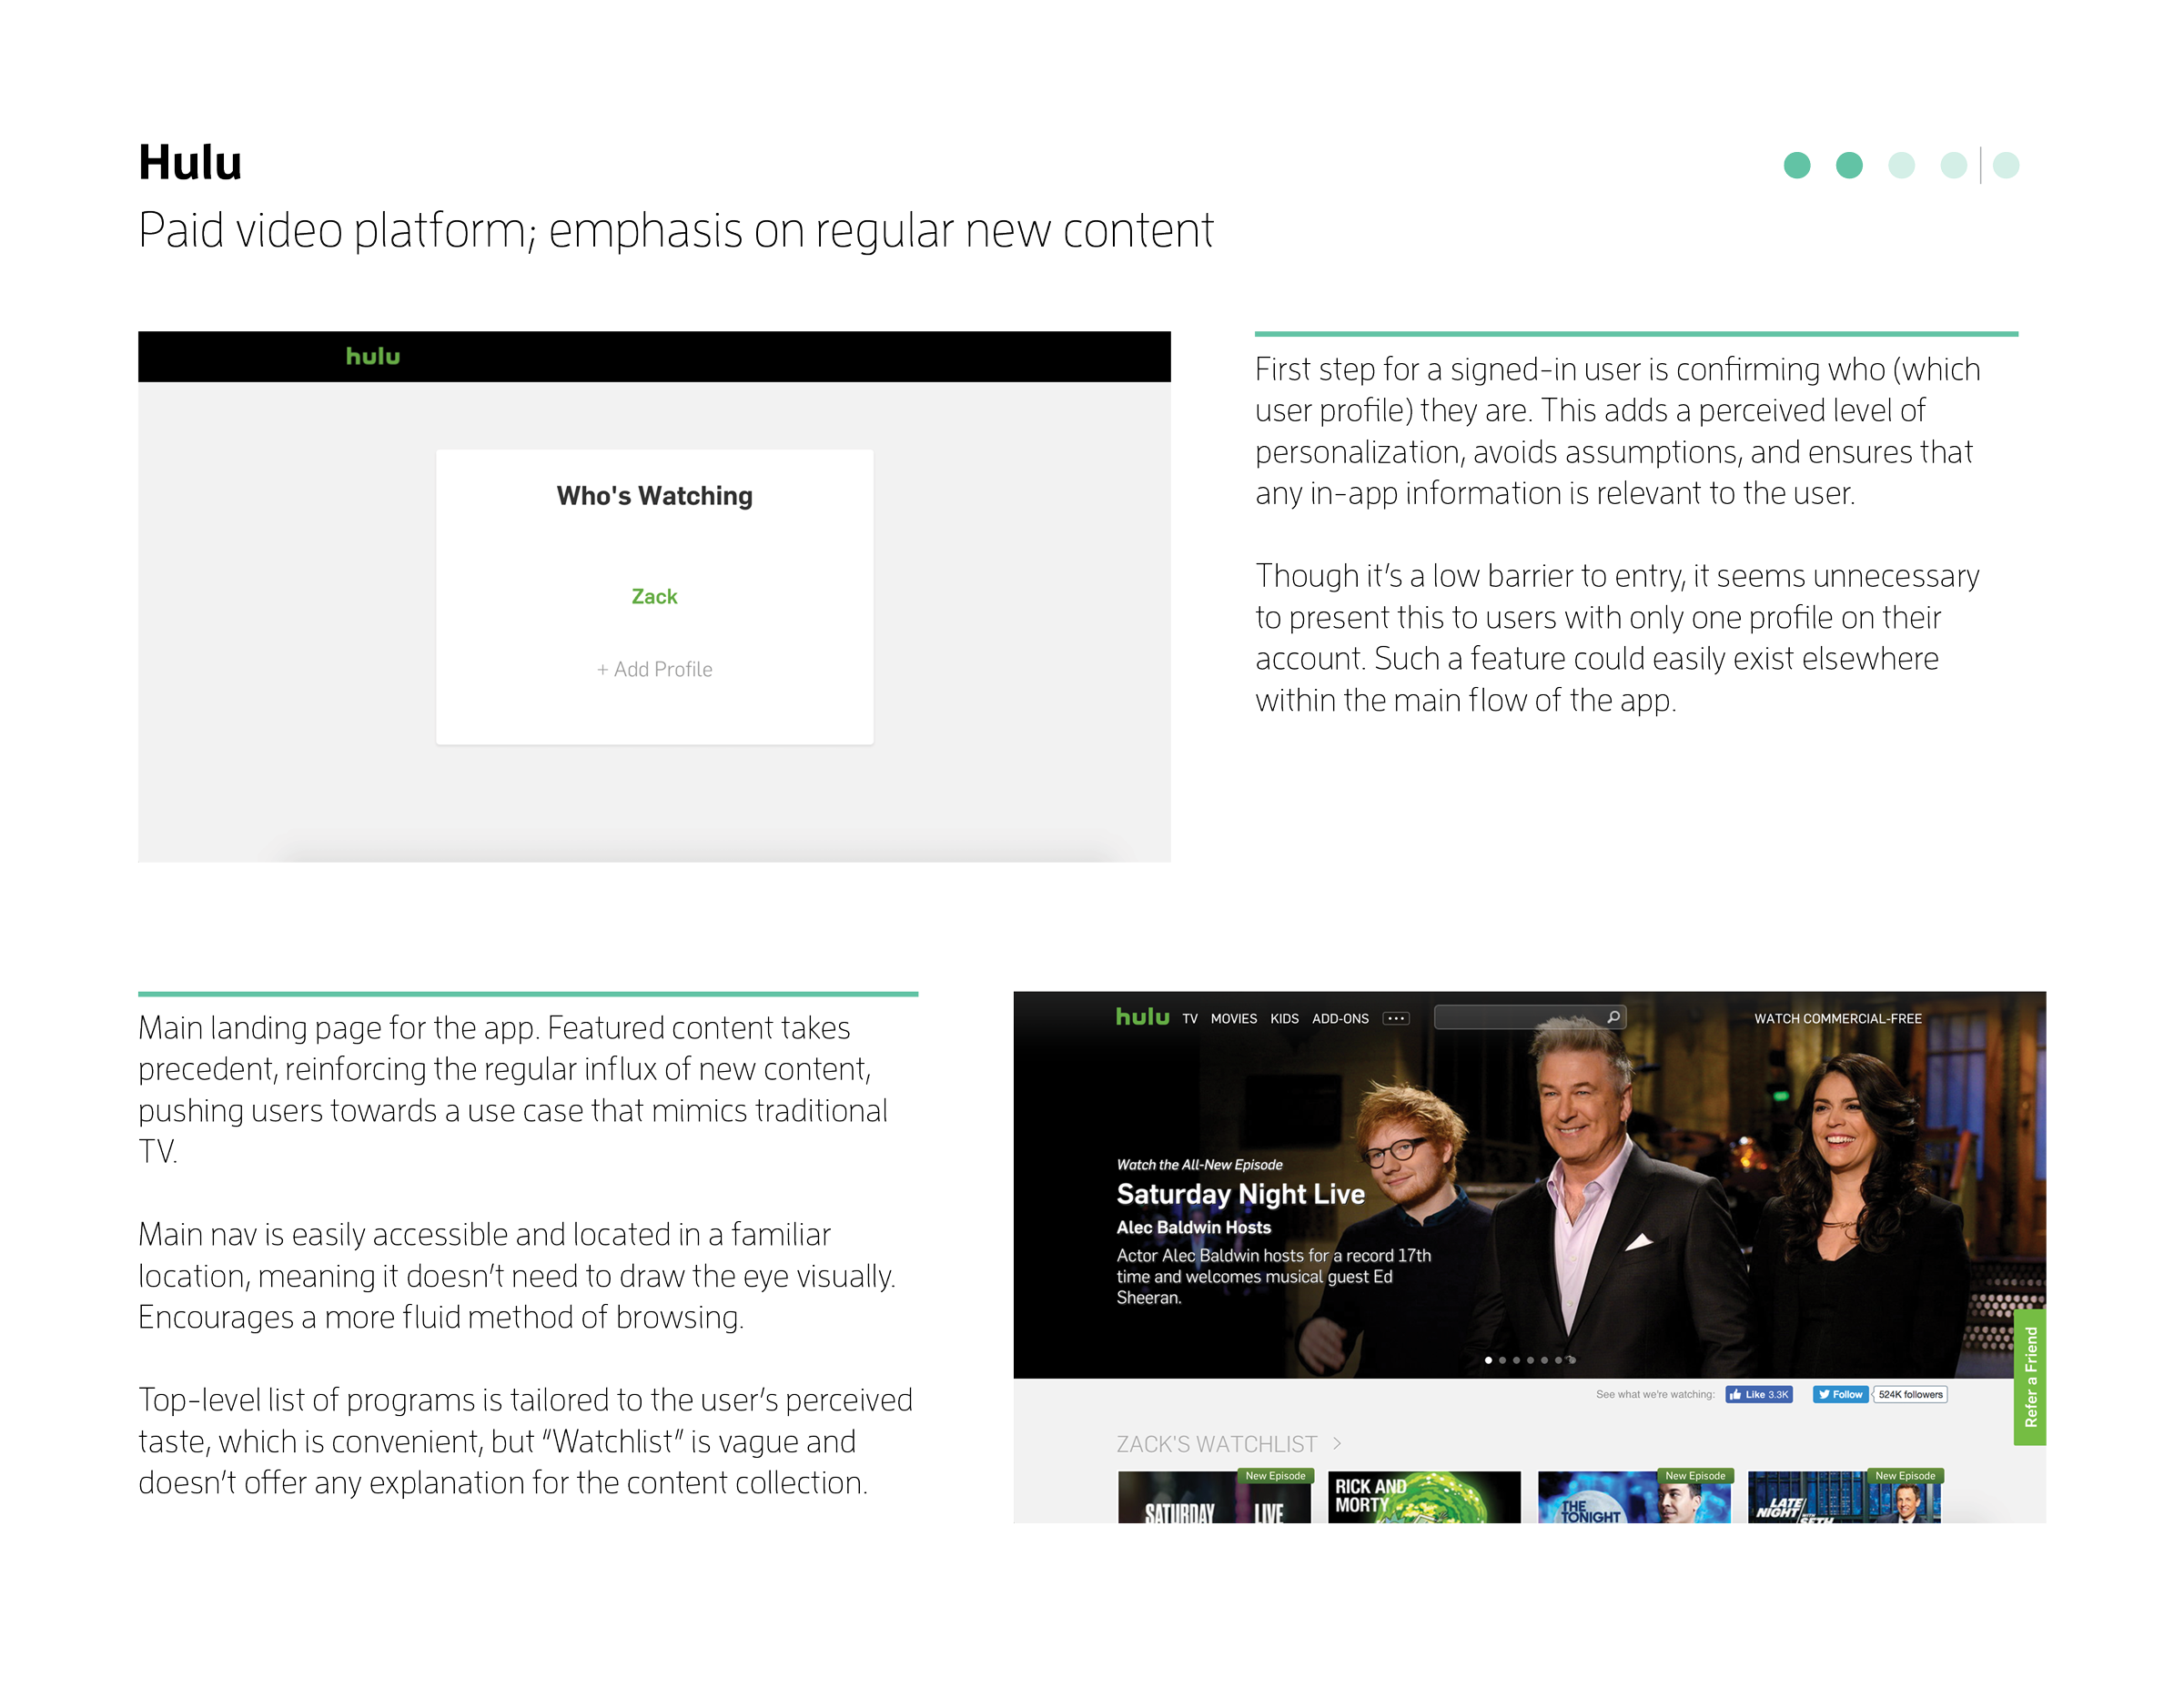 Hulu
Paid video platform; emphasis on regular new content
hulu
Who's Watching
Zack
+ Add Profile
First step for a signed-in user is confirming who (which
user profile) they are. This adds a perceived level of
personalization, avoids assumptions, and ensures that
any in-app information is relevant to the user.
Though it’s a low barrier to entry, it seems unnecessary
to present this to users with only one profile on their
account. Such a feature could easily exist elsewhere
within the main flow of the app.
Main landing page for the app. Featured content takes
precedent, reinforcing the regular influx of new content,
pushing users towards a use case that mimics traditional
TV.
Main nav is easily accessible and located in a familiar
location, meaning it doesn’t need to draw the eye visually.
Encourages a more fluid method of browsing.
Top-level list of programs is tailored to the user’s perceived
taste, which is convenient, but “Watchlist” is vague and
doesn’t offer any explanation for the content collection.
hulu TV MOVIES KIDS ADD-ONS WATCH COMMERCIAL-FREE
Watch the All-New Episode
Saturday Night Live
Alec Baldwin Hosts
Actor Alec Baldwin hosts for a record 17th
time and welcomes musical guest Ed
Sheeran.
Refer a Friend
See what we're watching: Like 3.3K Follow 524K followers
ZACK'S WATCHLIST
New Episode
SATURDAY LIVE
RICK AND
MORTY
New Episode
THE
TONIGHT
New Episode
LATE
NIGHT WITH
SETH